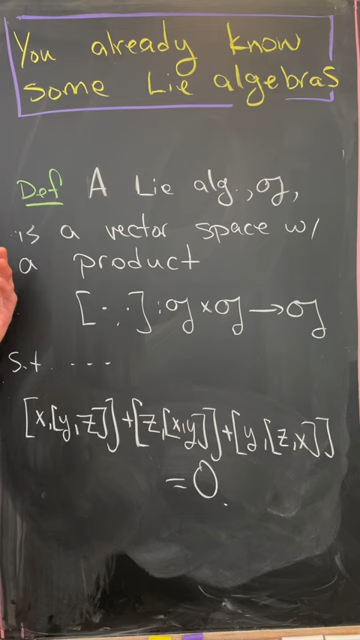 You already know
some Lie algebras
Def A Lie alg., 𝔤,
is a vector space w/
a product
[·,·]: 𝔤 × 𝔤 → 𝔤
s.t. ....
[x,[y,z]]+[z,[x,y]]+[y,[z,x]]
=0.